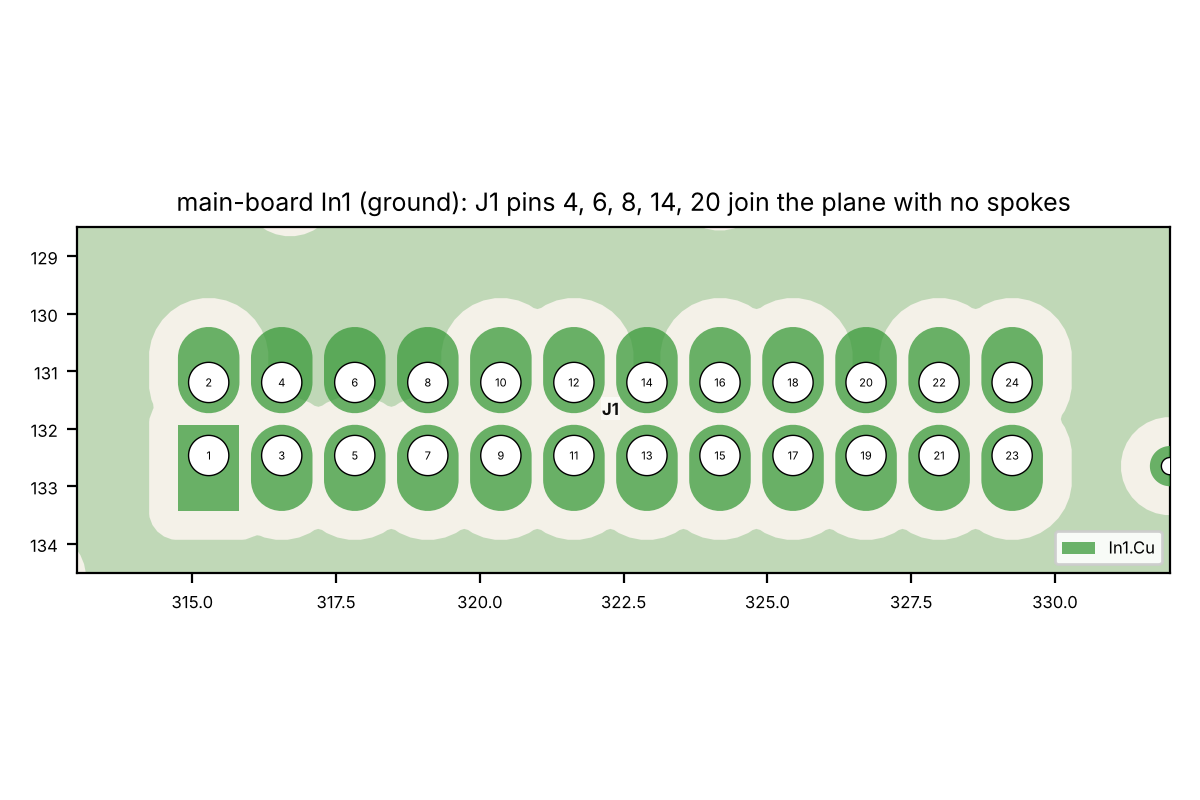 main-board In1 (ground): J1 pins 4, 6, 8, 14, 20 join the plane with no spokes
129
130
131
132
133
134
2 4 6 8 10 12 14 16 18 20 22 24
J1
1 3 5 7 9 11 13 15 17 19 21 23
In1.Cu
315.0 317.5 320.0 322.5 325.0 327.5 330.0